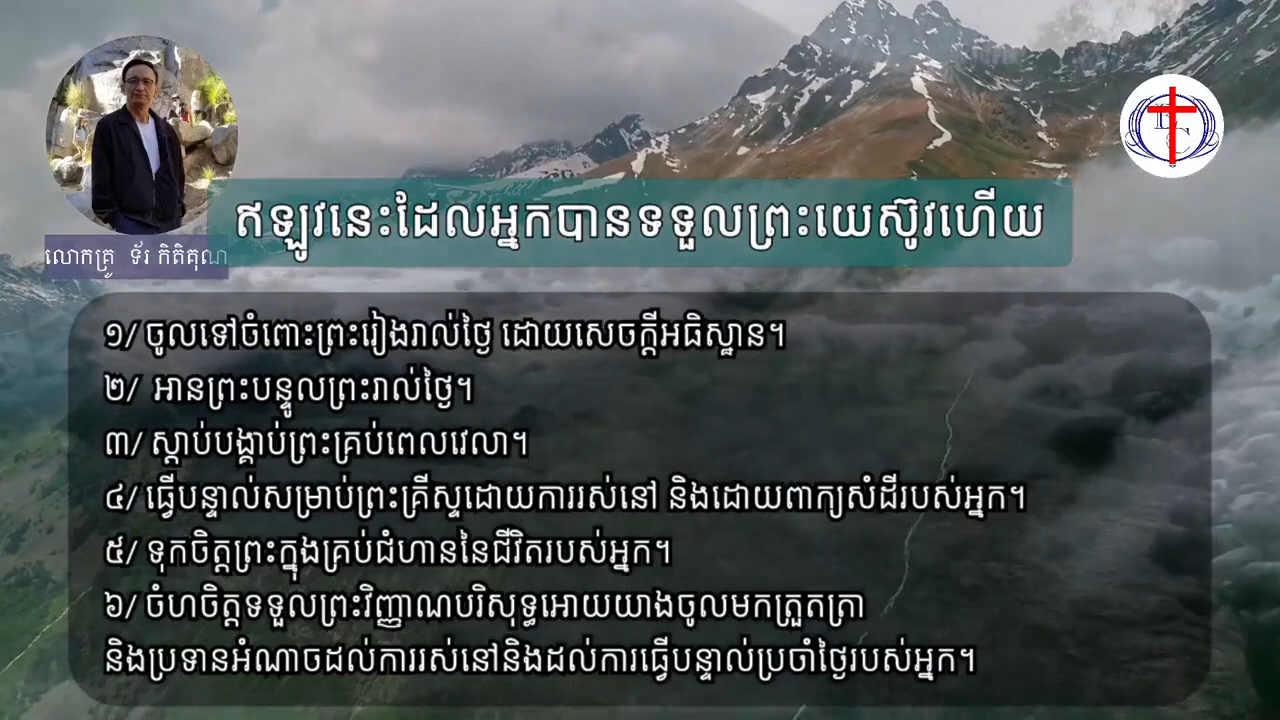 ឥឡូវនេះដែលអ្នកបានទទួលព្រះយេស៊ូវហើយ
លោកគ្រូ ទ័រ កិតិគុណ
១/ ចូលទៅចំពោះព្រះរៀងរាល់ថ្ងៃ ដោយសេចក្ដីអធិស្ឋាន។
២/ អានព្រះបន្ទូលព្រះរាល់ថ្ងៃ។
៣/ ស្ដាប់បង្គាប់ព្រះគ្រប់ពេលវេលា។
៤/ ធ្វើបន្ទាល់សម្រាប់ព្រះគ្រីស្ទដោយការរស់នៅ និងដោយពាក្យសំដីរបស់អ្នក។
៥/ ទុកចិត្តព្រះក្នុងគ្រប់ជំហាននៃជីវិតរបស់អ្នក។
៦/ ចំហចិត្តទទួលព្រះវិញ្ញាណបរិសុទ្ធអោយយាងចូលមកត្រួតត្រា
និងប្រទានអំណាចដល់ការរស់នៅនិងដល់ការធ្វើបន្ទាល់ប្រចាំថ្ងៃរបស់អ្នក។